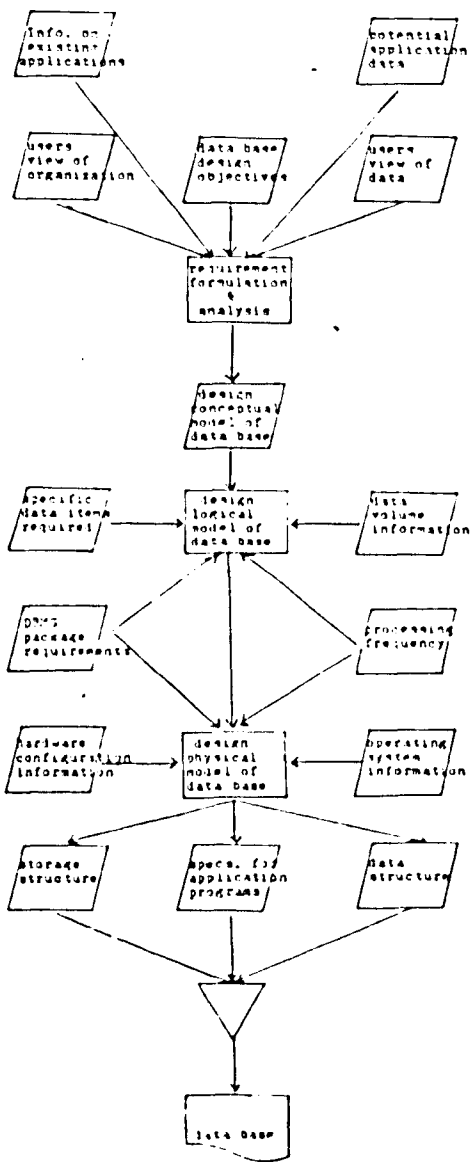 Info. on
existing
applications
potential
application
data
users
view of
organization
data base
design
objectives
users
view of
data
requirement
formulation
&
analysis
design
conceptual
model of
data base
specific
data items
required
design
logical
model of
data base
data
volume
information
DBMS
package
requirements
processing
frequency
hardware
configuration
information
design
physical
model of
data base
operating
system
information
storage
structure
specs. for
application
programs
data
structure
data base